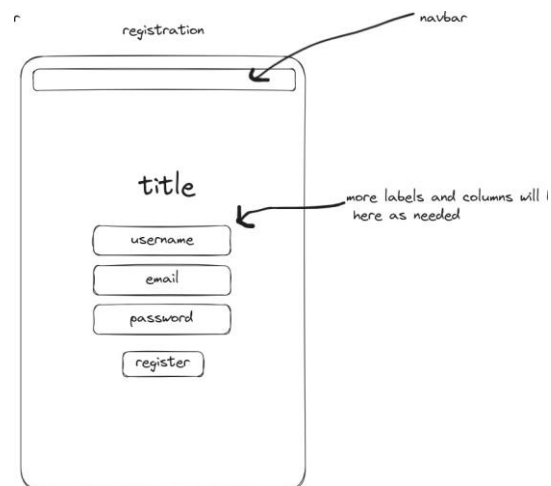 r
registration
navbar
title
more labels and columns will
here as needed
username
email
password
register